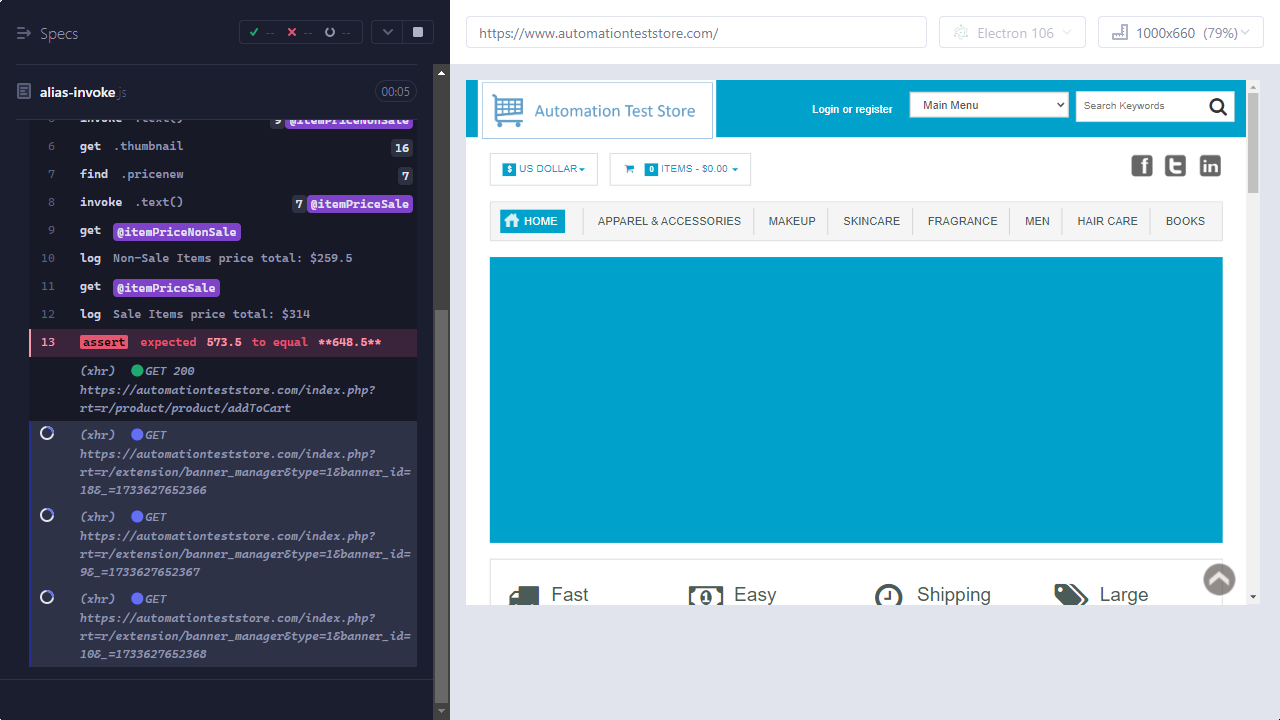 Specs
-- -- --
alias-invoke.js 00:05
invoke .text() 9 @itemPriceNonSale
6 get .thumbnail 16
7 find .pricenew 7
8 invoke .text() 7 @itemPriceSale
9 get @itemPriceNonSale
10 log Non-Sale Items price total: $259.5
11 get @itemPriceSale
12 log Sale Items price total: $314
13 assert expected 573.5 to equal **648.5**
(xhr) GET 200
https://automationteststore.com/index.php?
rt=r/product/product/addToCart
(xhr) GET
https://automationteststore.com/index.php?
rt=r/extension/banner_manager&type=1&banner_id=
18&_=1733627652366
(xhr) GET
https://automationteststore.com/index.php?
rt=r/extension/banner_manager&type=1&banner_id=
9&_=1733627652367
(xhr) GET
https://automationteststore.com/index.php?
rt=r/extension/banner_manager&type=1&banner_id=
10&_=1733627652368
https://www.automationteststore.com/ Electron 106 1000x660 (79%)
Automation Test Store Login or register Main Menu Search Keywords
$ US DOLLAR 0 ITEMS - $0.00 f t in
HOME APPAREL & ACCESSORIES MAKEUP SKINCARE FRAGRANCE MEN HAIR CARE BOOKS
Fast 1 Easy Shipping Large